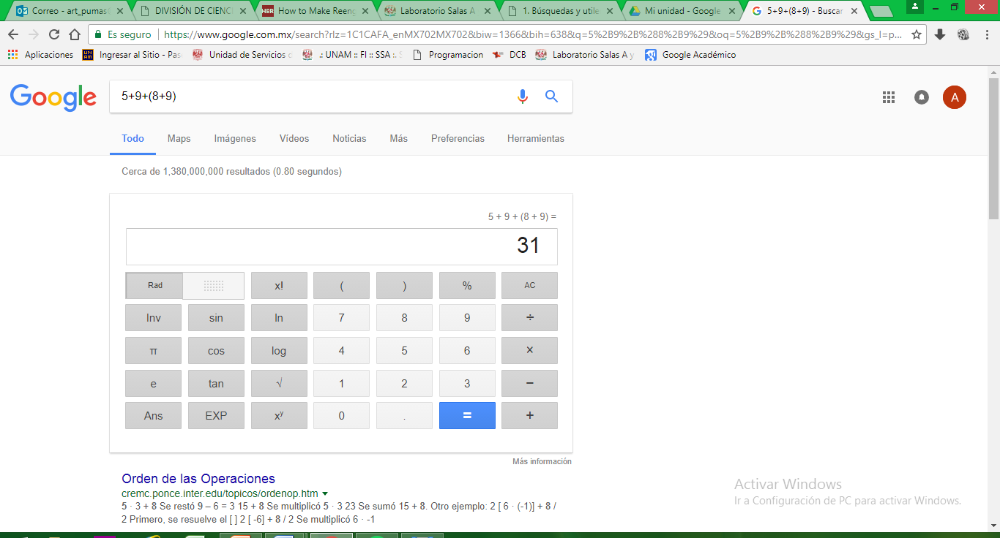 Correo - art_pumas
DIVISIÓN DE CIENCI
HBR How to Make Reeng
Laboratorio Salas A
1. Búsquedas y utile
Mi unidad - Google
5+9+(8+9) - Buscar
Es seguro
https://www.google.com.mx/search?rlz=1C1CAFA_enMX702MX702&biw=1366&bih=638&q=5%2B9%2B%288%2B9%29&oq=5%2B9%2B%288%2B9%29&gs_l=p...
Aplicaciones
UNAM Ingresar al Sitio - Pas
Unidad de Servicios
.: UNAM :: FI :: SSA :. S
Programacion
DCB
Laboratorio Salas A y
Google Académico
Google
5+9+(8+9)
A
Todo Maps Imágenes Vídeos Noticias Más Preferencias Herramientas
Cerca de 1,380,000,000 resultados (0.80 segundos)
5 + 9 + (8 + 9) =
31
Rad x! ( ) % AC
Inv sin ln 7 8 9 ÷
π cos log 4 5 6 ×
e tan √ 1 2 3 −
Ans EXP xʸ 0 . = +
Más información
Orden de las Operaciones
cremc.ponce.inter.edu/topicos/ordenop.htm
5 · 3 + 8 Se restó 9 – 6 = 3 15 + 8 Se multiplicó 5 · 3 23 Se sumó 15 + 8. Otro ejemplo: 2 [ 6 · (-1)] + 8 /
2 Primero, se resuelve el [ ] 2 [ -6] + 8 / 2 Se multiplicó 6 · -1
Activar Windows
Ir a Configuración de PC para activar Windows.